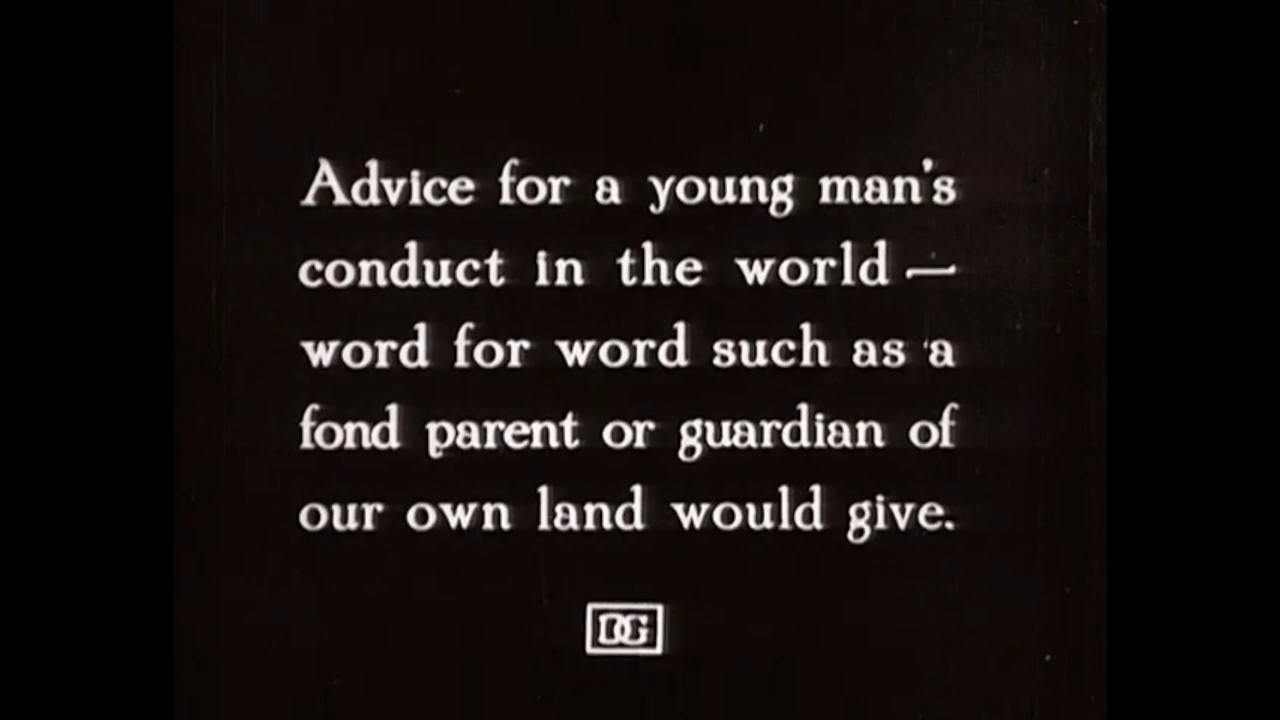 Advice for a young man's
conduct in the world —
word for word such as a
fond parent or guardian of
our own land would give.
DG